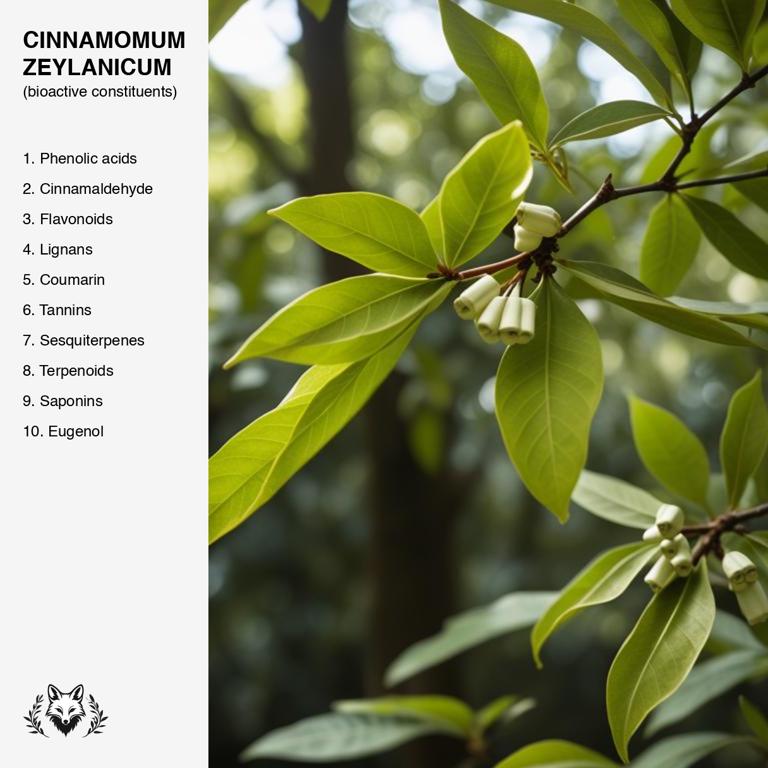 CINNAMOMUM
ZEYLANICUM
(bioactive constituents)
1. Phenolic acids
2. Cinnamaldehyde
3. Flavonoids
4. Lignans
5. Coumarin
6. Tannins
7. Sesquiterpenes
8. Terpenoids
9. Saponins
10. Eugenol